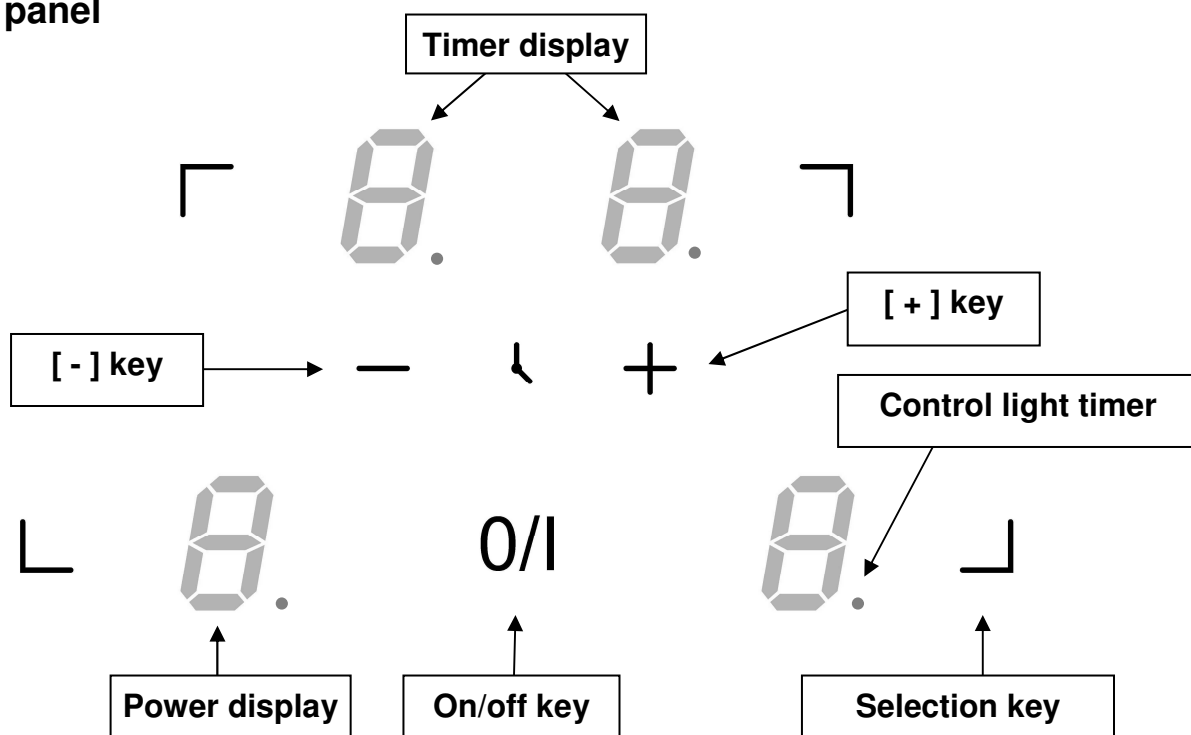 panel
Timer display
[ + ] key
[ - ] key
Control light timer
0/I
Power display
On/off key
Selection key